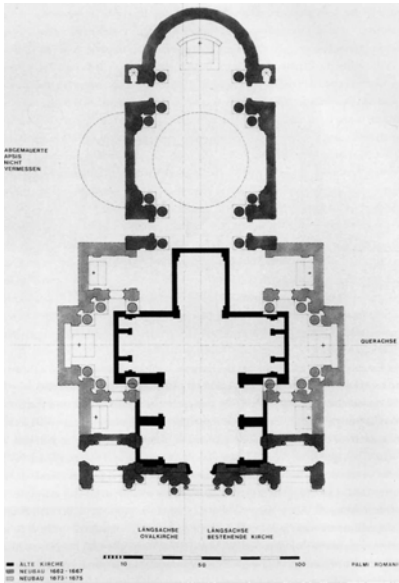 ABGEMAUERTE
APSIS
NICHT
VERMESSEN
QUERACHSE
LÄNGSACHSE
OVALKIRCHE
LÄNGSACHSE
BESTEHENDE KIRCHE
ALTE KIRCHE
NEUBAU 1662-1667
NEUBAU 1673-1675
10
50
100
PALMI ROMANI